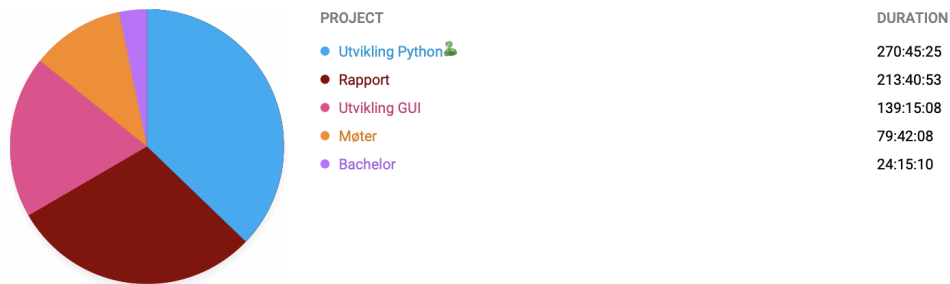 PROJECT DURATION
Utvikling Python🐍 270:45:25
Rapport 213:40:53
Utvikling GUI 139:15:08
Møter 79:42:08
Bachelor 24:15:10